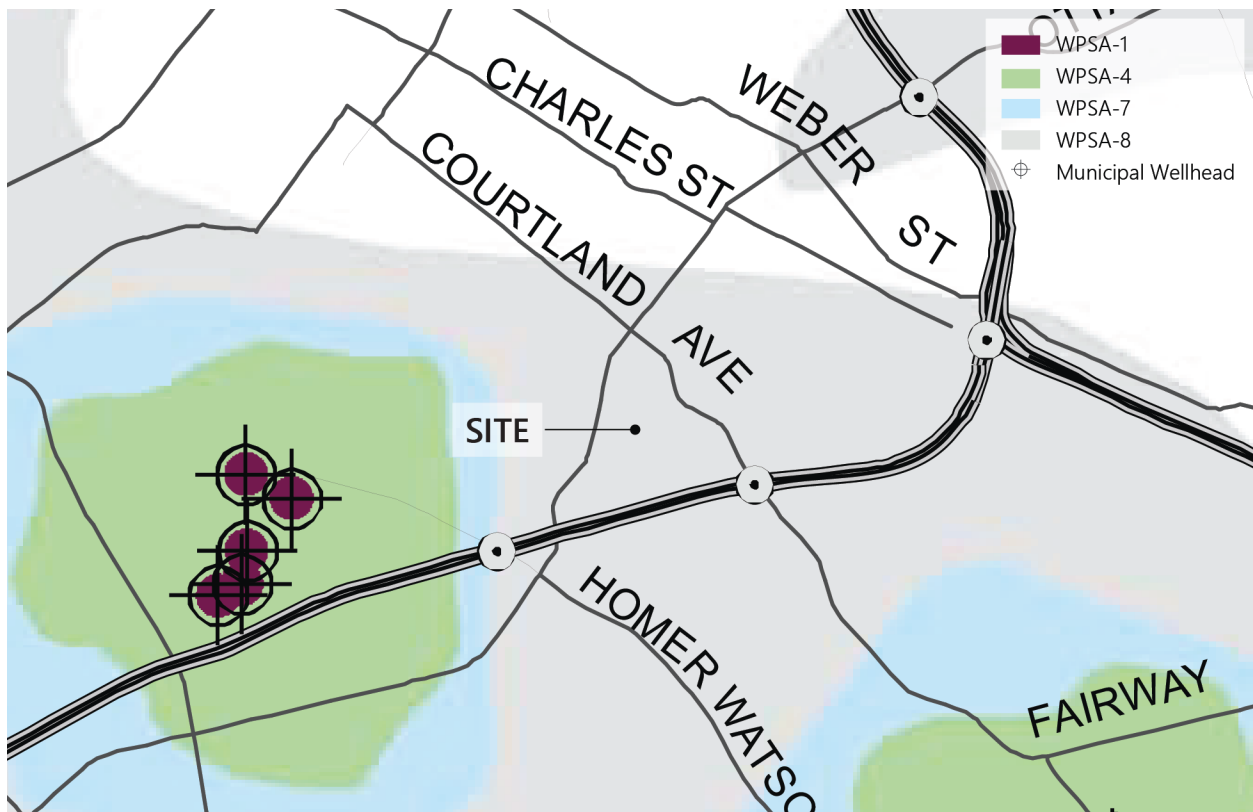 WPSA-1
WPSA-4
WPSA-7
WPSA-8
Municipal Wellhead
WEBER ST
CHARLES ST
COURTLAND AVE
SITE
HOMER WATSO
FAIRWAY